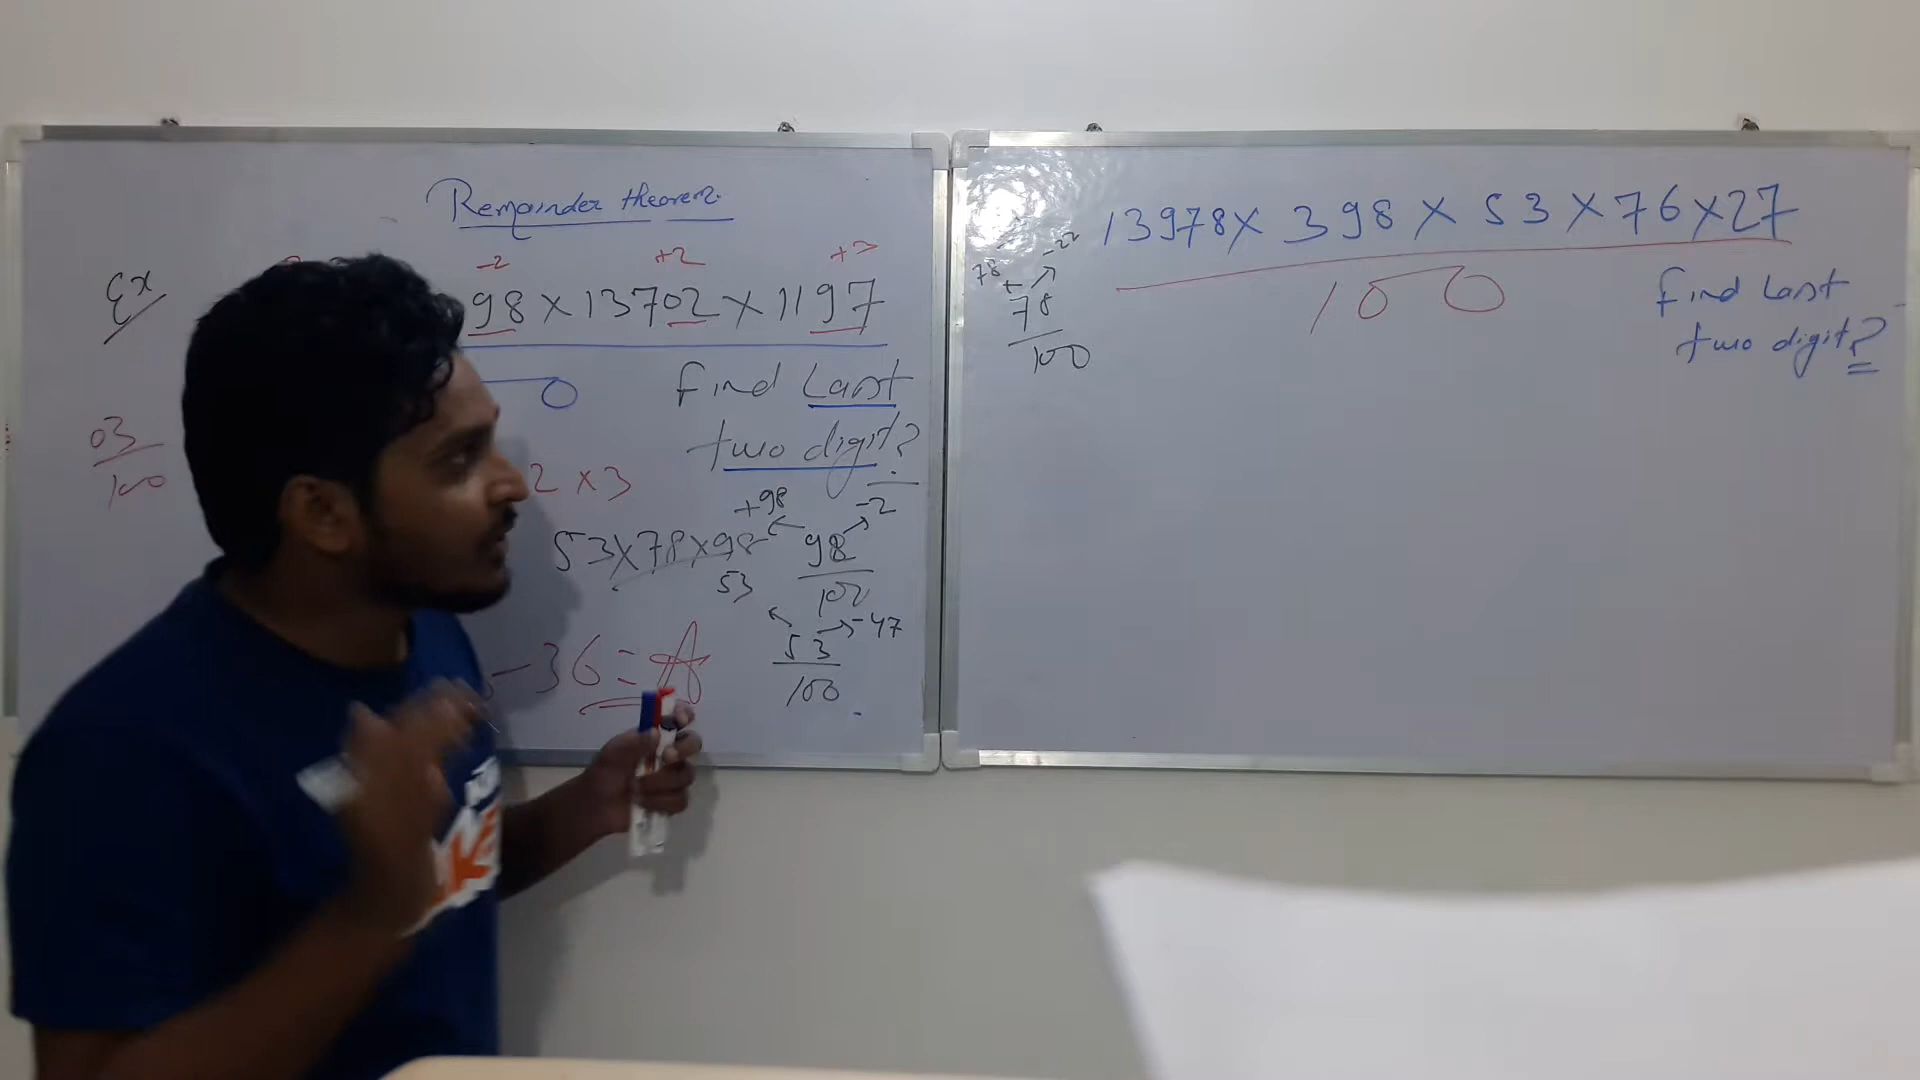 Remainder theorem.
Ex
-2 +2 +3
98 × 13702 × 1197
0
Find Last
two digit?
03
100
2 × 3
+98 -2
53×78×98
98
100
53
-47
53
100
-36 = A
13978× 398 × 53 × 76 × 27
100
78 -22
78
100
Find Last
two digit?